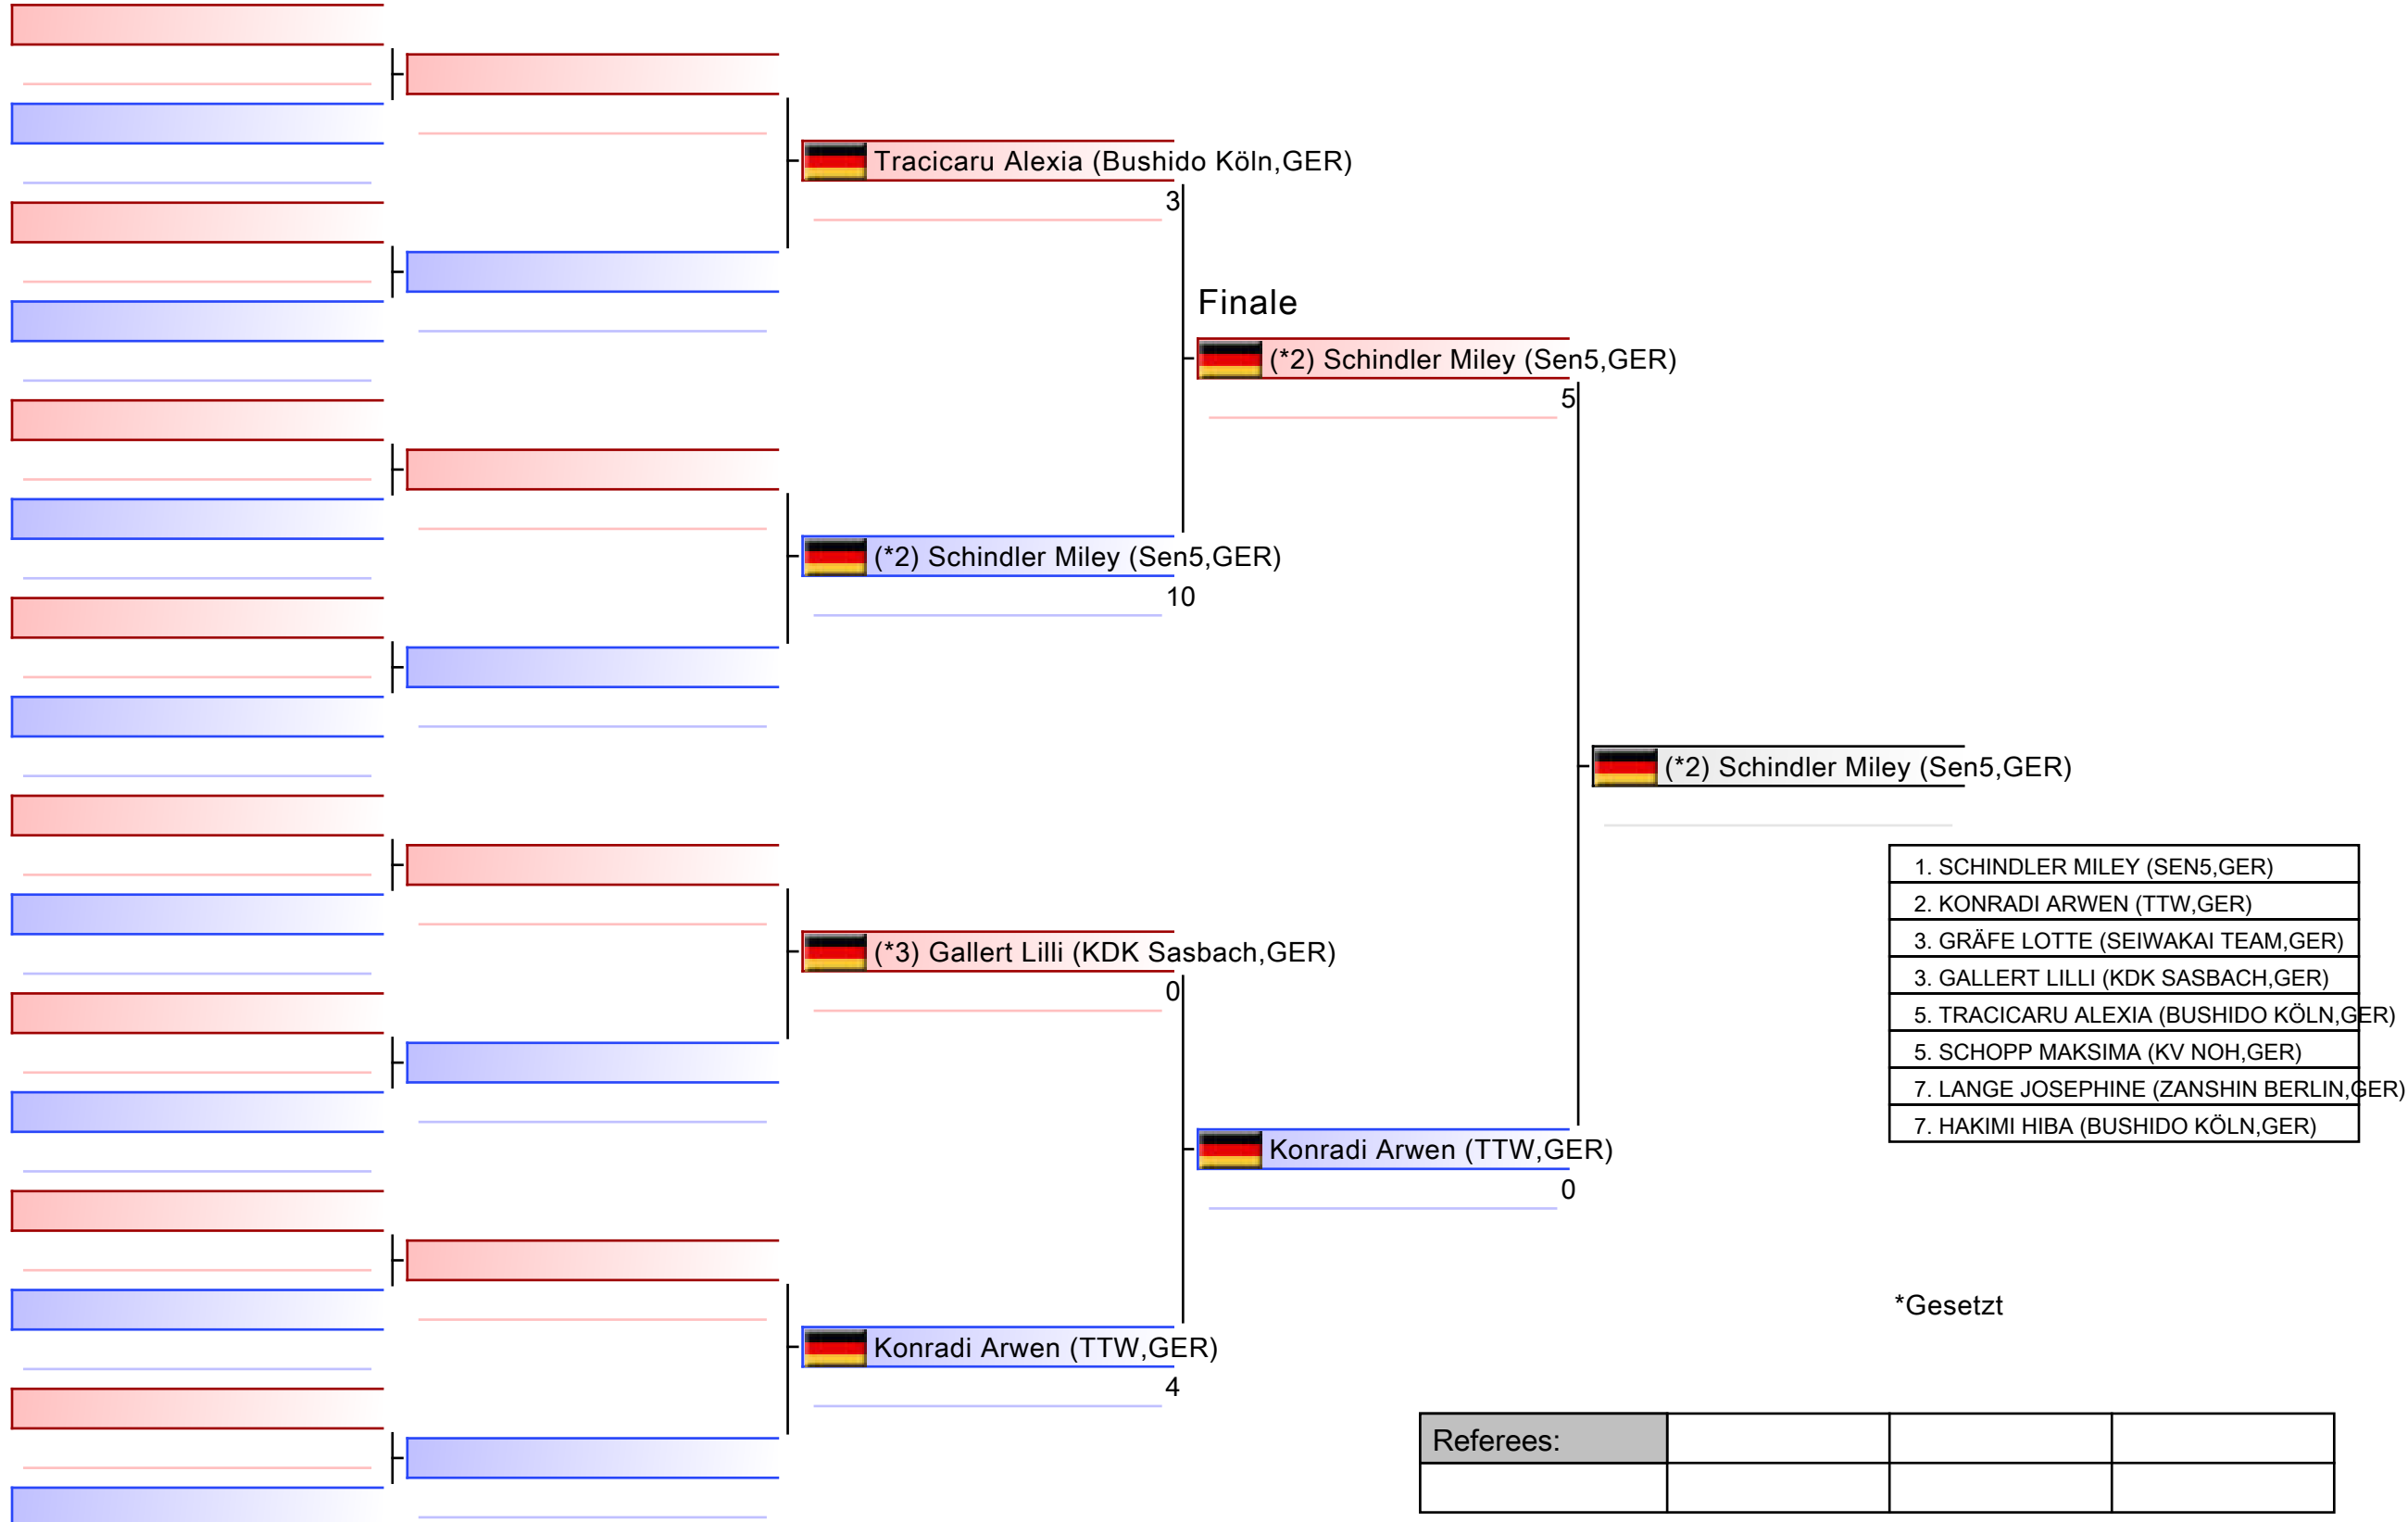 Tracicaru Alexia (Bushido Köln,GER)
3
Finale
(*2) Schindler Miley (Sen5,GER)
5
(*2) Schindler Miley (Sen5,GER)
10
(*2) Schindler Miley (Sen5,GER)
1. SCHINDLER MILEY (SEN5,GER)
2. KONRADI ARWEN (TTW,GER)
3. GRÄFE LOTTE (SEIWAKAI TEAM,GER)
3. GALLERT LILLI (KDK SASBACH,GER)
5. TRACICARU ALEXIA (BUSHIDO KÖLN,GER)
5. SCHOPP MAKSIMA (KV NOH,GER)
7. LANGE JOSEPHINE (ZANSHIN BERLIN,GER)
7. HAKIMI HIBA (BUSHIDO KÖLN,GER)
(*3) Gallert Lilli (KDK Sasbach,GER)
0
Konradi Arwen (TTW,GER)
0
*Gesetzt
Konradi Arwen (TTW,GER)
4
Referees: